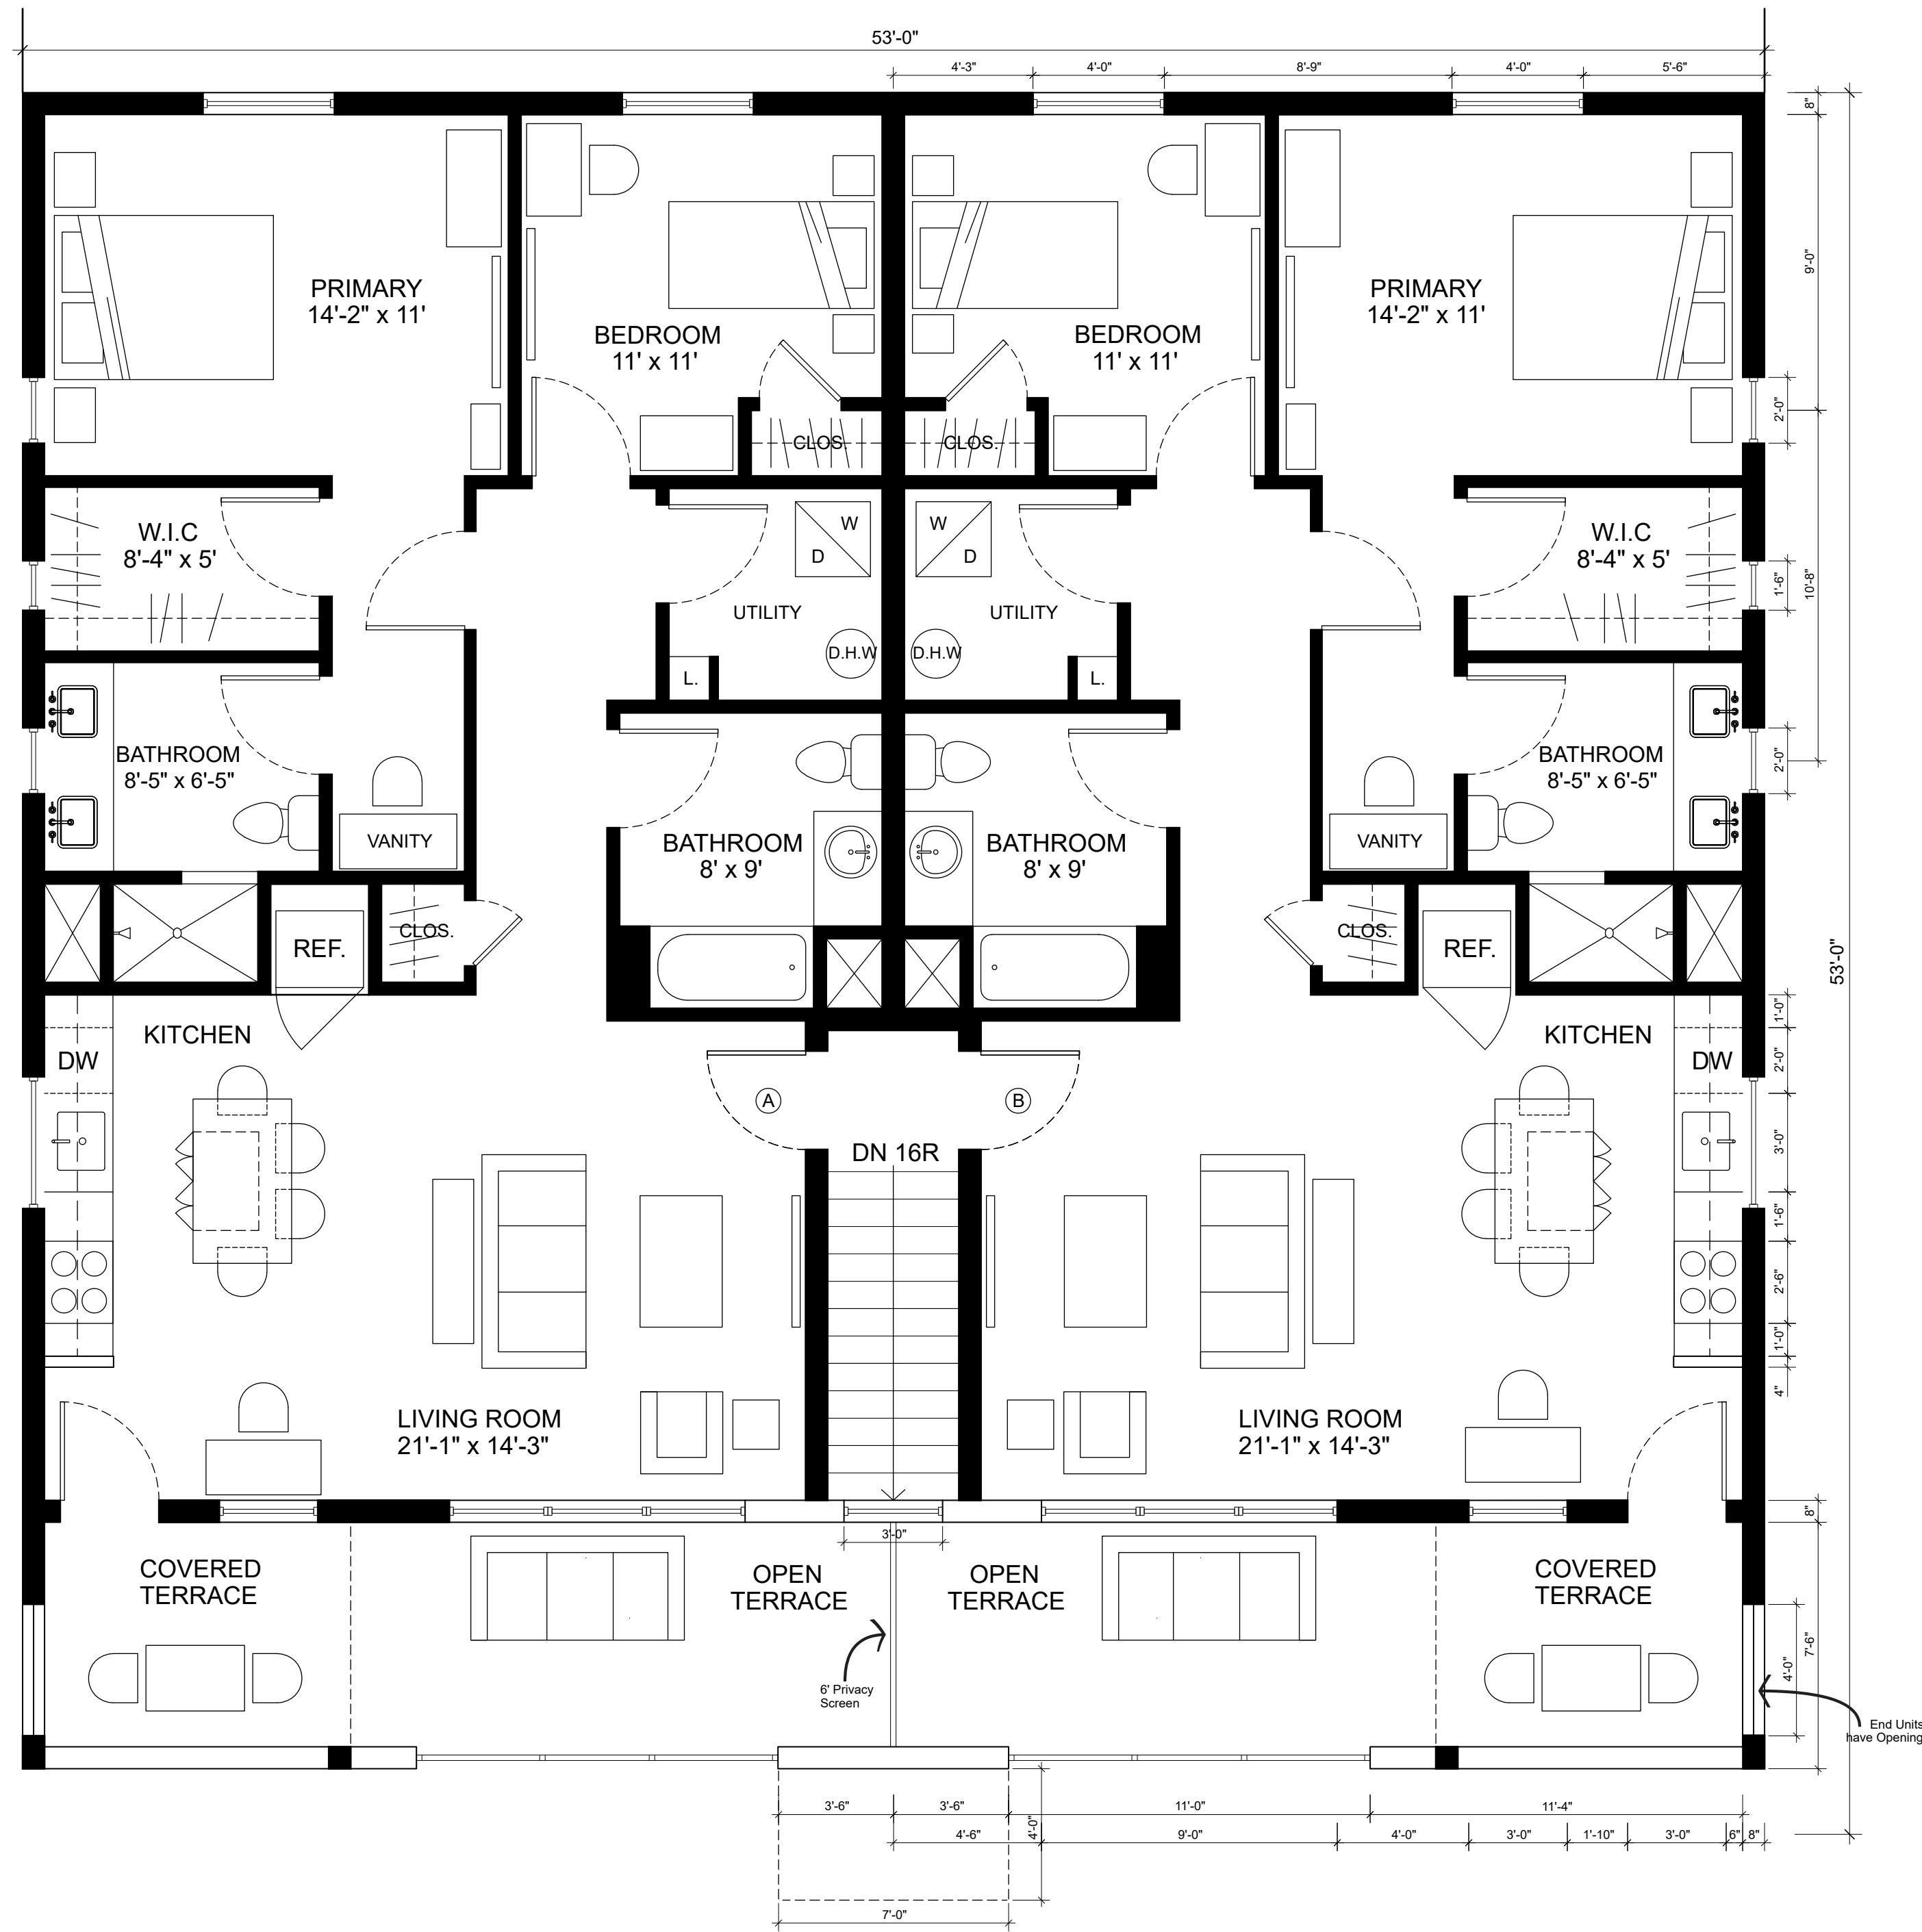 53'-0"
4'-3"
4'-0"
8'-9"
4'-0"
5'-6"
8"
9'-0"
PRIMARY
14'-2" x 11'
BEDROOM
11' x 11'
BEDROOM
11' x 11'
PRIMARY
14'-2" x 11'
2'-0"
CLOS.
CLOS.
W.I.C
8'-4" x 5'
W
D
UTILITY
D.H.W
L.
W
D
UTILITY
D.H.W
L.
W.I.C
8'-4" x 5'
1'-6"
10'-8"
BATHROOM
8'-5" x 6'-5"
VANITY
BATHROOM
8' x 9'
BATHROOM
8' x 9'
VANITY
BATHROOM
8'-5" x 6'-5"
2'-0"
REF.
CLOS.
CLOS.
REF.
53'-0"
KITCHEN
DW
A
B
DN 16R
KITCHEN
DW
1'-0"
2'-0"
3'-0"
1'-6"
2'-6"
1'-0"
4"
LIVING ROOM
21'-1" x 14'-3"
LIVING ROOM
21'-1" x 14'-3"
8"
3'-0"
COVERED
TERRACE
OPEN
TERRACE
OPEN
TERRACE
COVERED
TERRACE
6' Privacy
Screen
4'-0"
7'-6"
End Units
have Opening
3'-6"
3'-6"
11'-0"
11'-4"
4'-6"
4'-0"
9'-0"
4'-0"
3'-0"
1'-10"
3'-0"
6"
8"
7'-0"